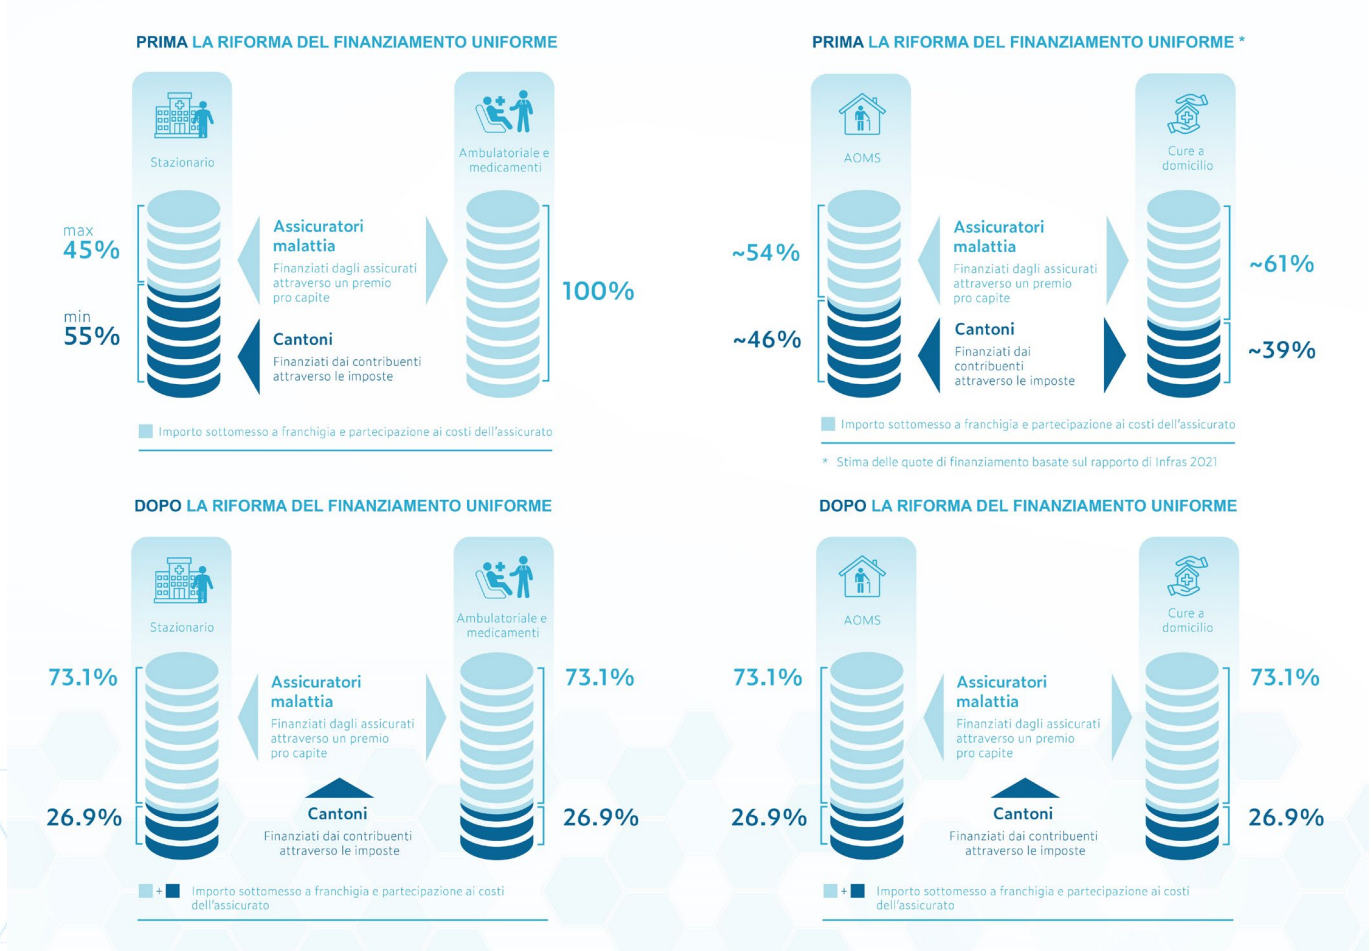 PRIMA LA RIFORMA DEL FINANZIAMENTO UNIFORME
Stazionario
Ambulatoriale e
medicamenti
max
45%
min
55%
Assicuratori
malattia
Finanziati dagli assicurati
attraverso un premio
pro capite
Cantoni
Finanziati dai contribuenti
attraverso le imposte
100%
Importo sottomesso a franchigia e partecipazione ai costi dell'assicurato
PRIMA LA RIFORMA DEL FINANZIAMENTO UNIFORME *
AOMS
Cure a
domicilio
~54%
~46%
Assicuratori
malattia
Finanziati dagli assicurati
attraverso un premio
pro capite
Cantoni
Finanziati dai
contribuenti
attraverso le imposte
~61%
~39%
Importo sottomesso a franchigia e partecipazione ai costi dell'assicurato
* Stima delle quote di finanziamento basate sul rapporto di Infras 2021
DOPO LA RIFORMA DEL FINANZIAMENTO UNIFORME
Stazionario
Ambulatoriale e
medicamenti
73.1%
26.9%
Assicuratori
malattia
Finanziati dagli assicurati
attraverso un premio
pro capite
Cantoni
Finanziati dai contribuenti
attraverso le imposte
73.1%
26.9%
+ Importo sottomesso a franchigia e partecipazione ai costi
dell'assicurato
DOPO LA RIFORMA DEL FINANZIAMENTO UNIFORME
AOMS
Cure a
domicilio
73.1%
26.9%
Assicuratori
malattia
Finanziati dagli assicurati
attraverso un premio
pro capite
Cantoni
Finanziati dai contribuenti
attraverso le imposte
73.1%
26.9%
+ Importo sottomesso a franchigia e partecipazione ai costi
dell'assicurato